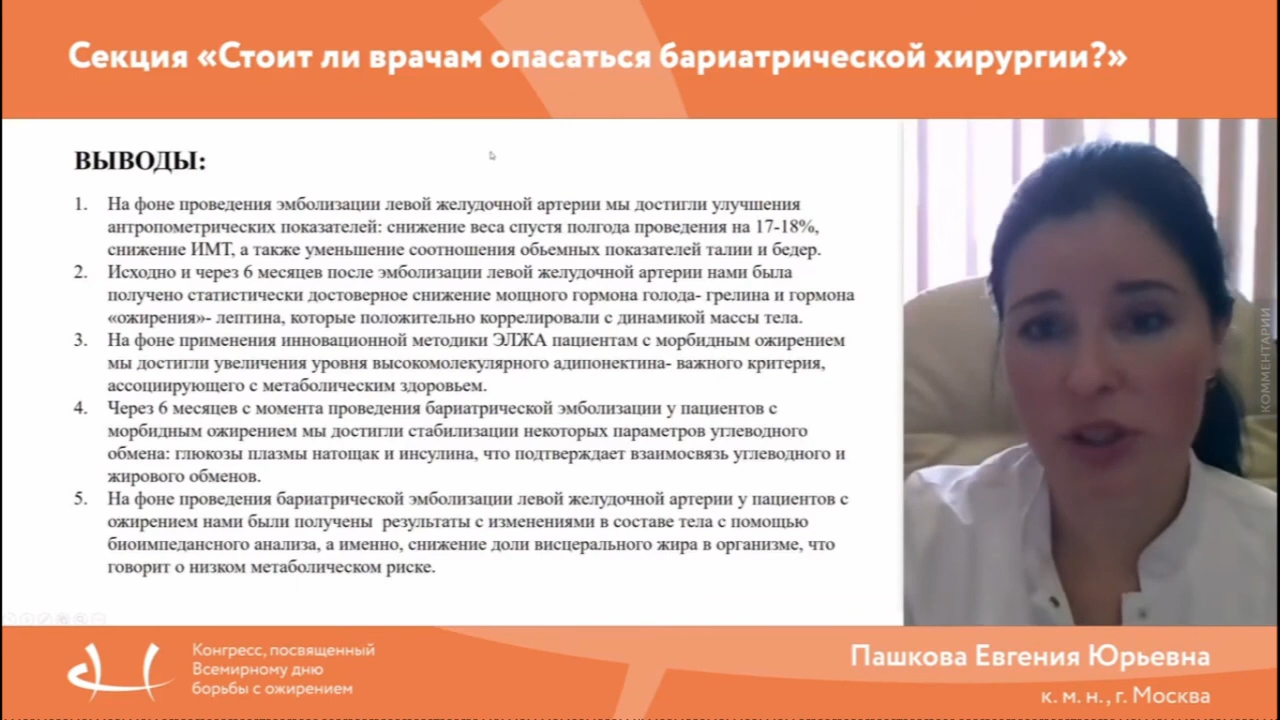 Секция «Стоит ли врачам опасаться бариатрической хирургии?»
ВЫВОДЫ:
1. На фоне проведения эмболизации левой желудочной артерии мы достигли улучшения
антропометрических показателей: снижение веса спустя полгода проведения на 17-18%,
снижение ИМТ, а также уменьшение соотношения обьемных показателей талии и бедер.
2. Исходно и через 6 месяцев после эмболизации левой желудочной артерии нами была
получено статистически достоверное снижение мощного гормона голода- грелина и гормона
«ожирения»- лептина, которые положительно коррелировали с динамикой массы тела.
3. На фоне применения инновационной методики ЭЛЖА пациентам с морбидным ожирением
мы достигли увеличения уровня высокомолекулярного адипонектина- важного критерия,
ассоциирующего с метаболическим здоровьем.
4. Через 6 месяцев с момента проведения бариатрической эмболизации у пациентов с
морбидным ожирением мы достигли стабилизации некоторых параметров углеводного
обмена: глюкозы плазмы натощак и инсулина, что подтверждает взаимосвязь углеводного и
жирового обменов.
5. На фоне проведения бариатрической эмболизации левой желудочной артерии у пациентов с
ожирением нами были получены результаты с изменениями в составе тела с помощью
биоимпедансного анализа, а именно, снижение доли висцерального жира в организме, что
говорит о низком метаболическом риске.
КОММЕНТАРИИ
Конгресс, посвященный
Всемирному дню
борьбы с ожирением
Пашкова Евгения Юрьевна
к. м. н., г. Москва